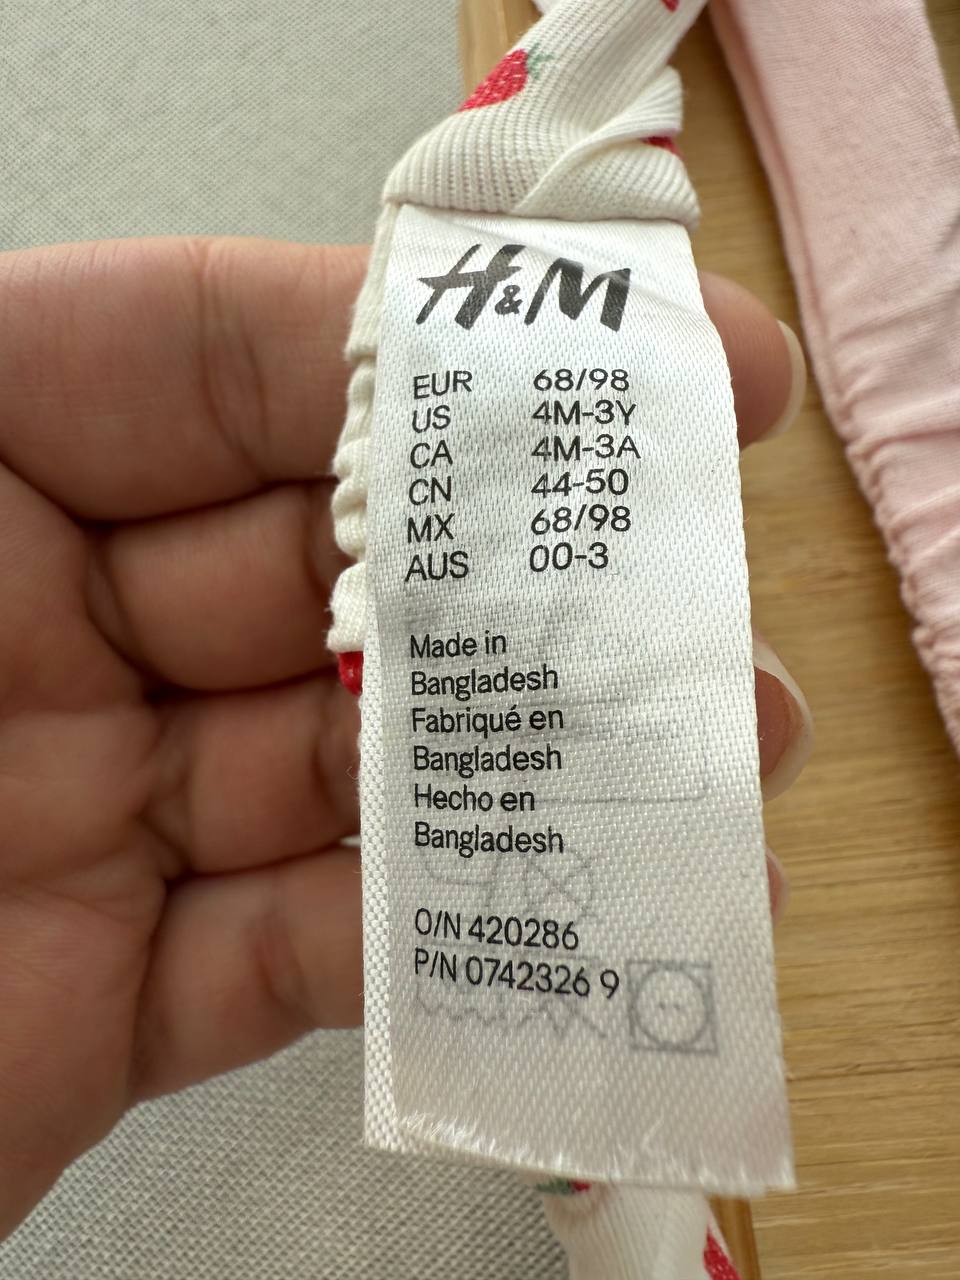 H&M
EUR 68/98
US 4M-3Y
CA 4M-3A
CN 44-50
MX 68/98
AUS 00-3
Made in
Bangladesh
Fabriqué en
Bangladesh
Hecho en
Bangladesh
O/N 420286
P/N 0742326 9